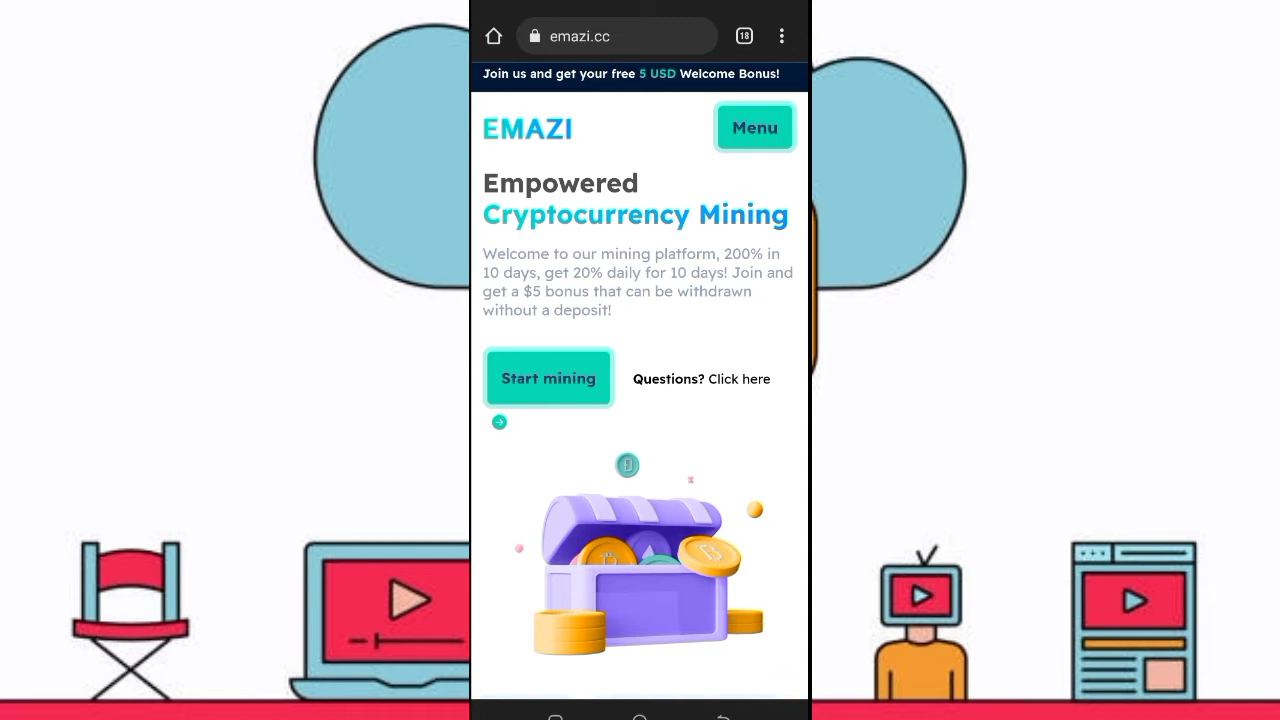 emazi.cc
18
Join us and get your free 5 USD Welcome Bonus!
EMAZI
Menu
Empowered
Cryptocurrency Mining
Welcome to our mining platform, 200% in
10 days, get 20% daily for 10 days! Join and
get a $5 bonus that can be withdrawn
without a deposit!
Start mining
Questions? Click here